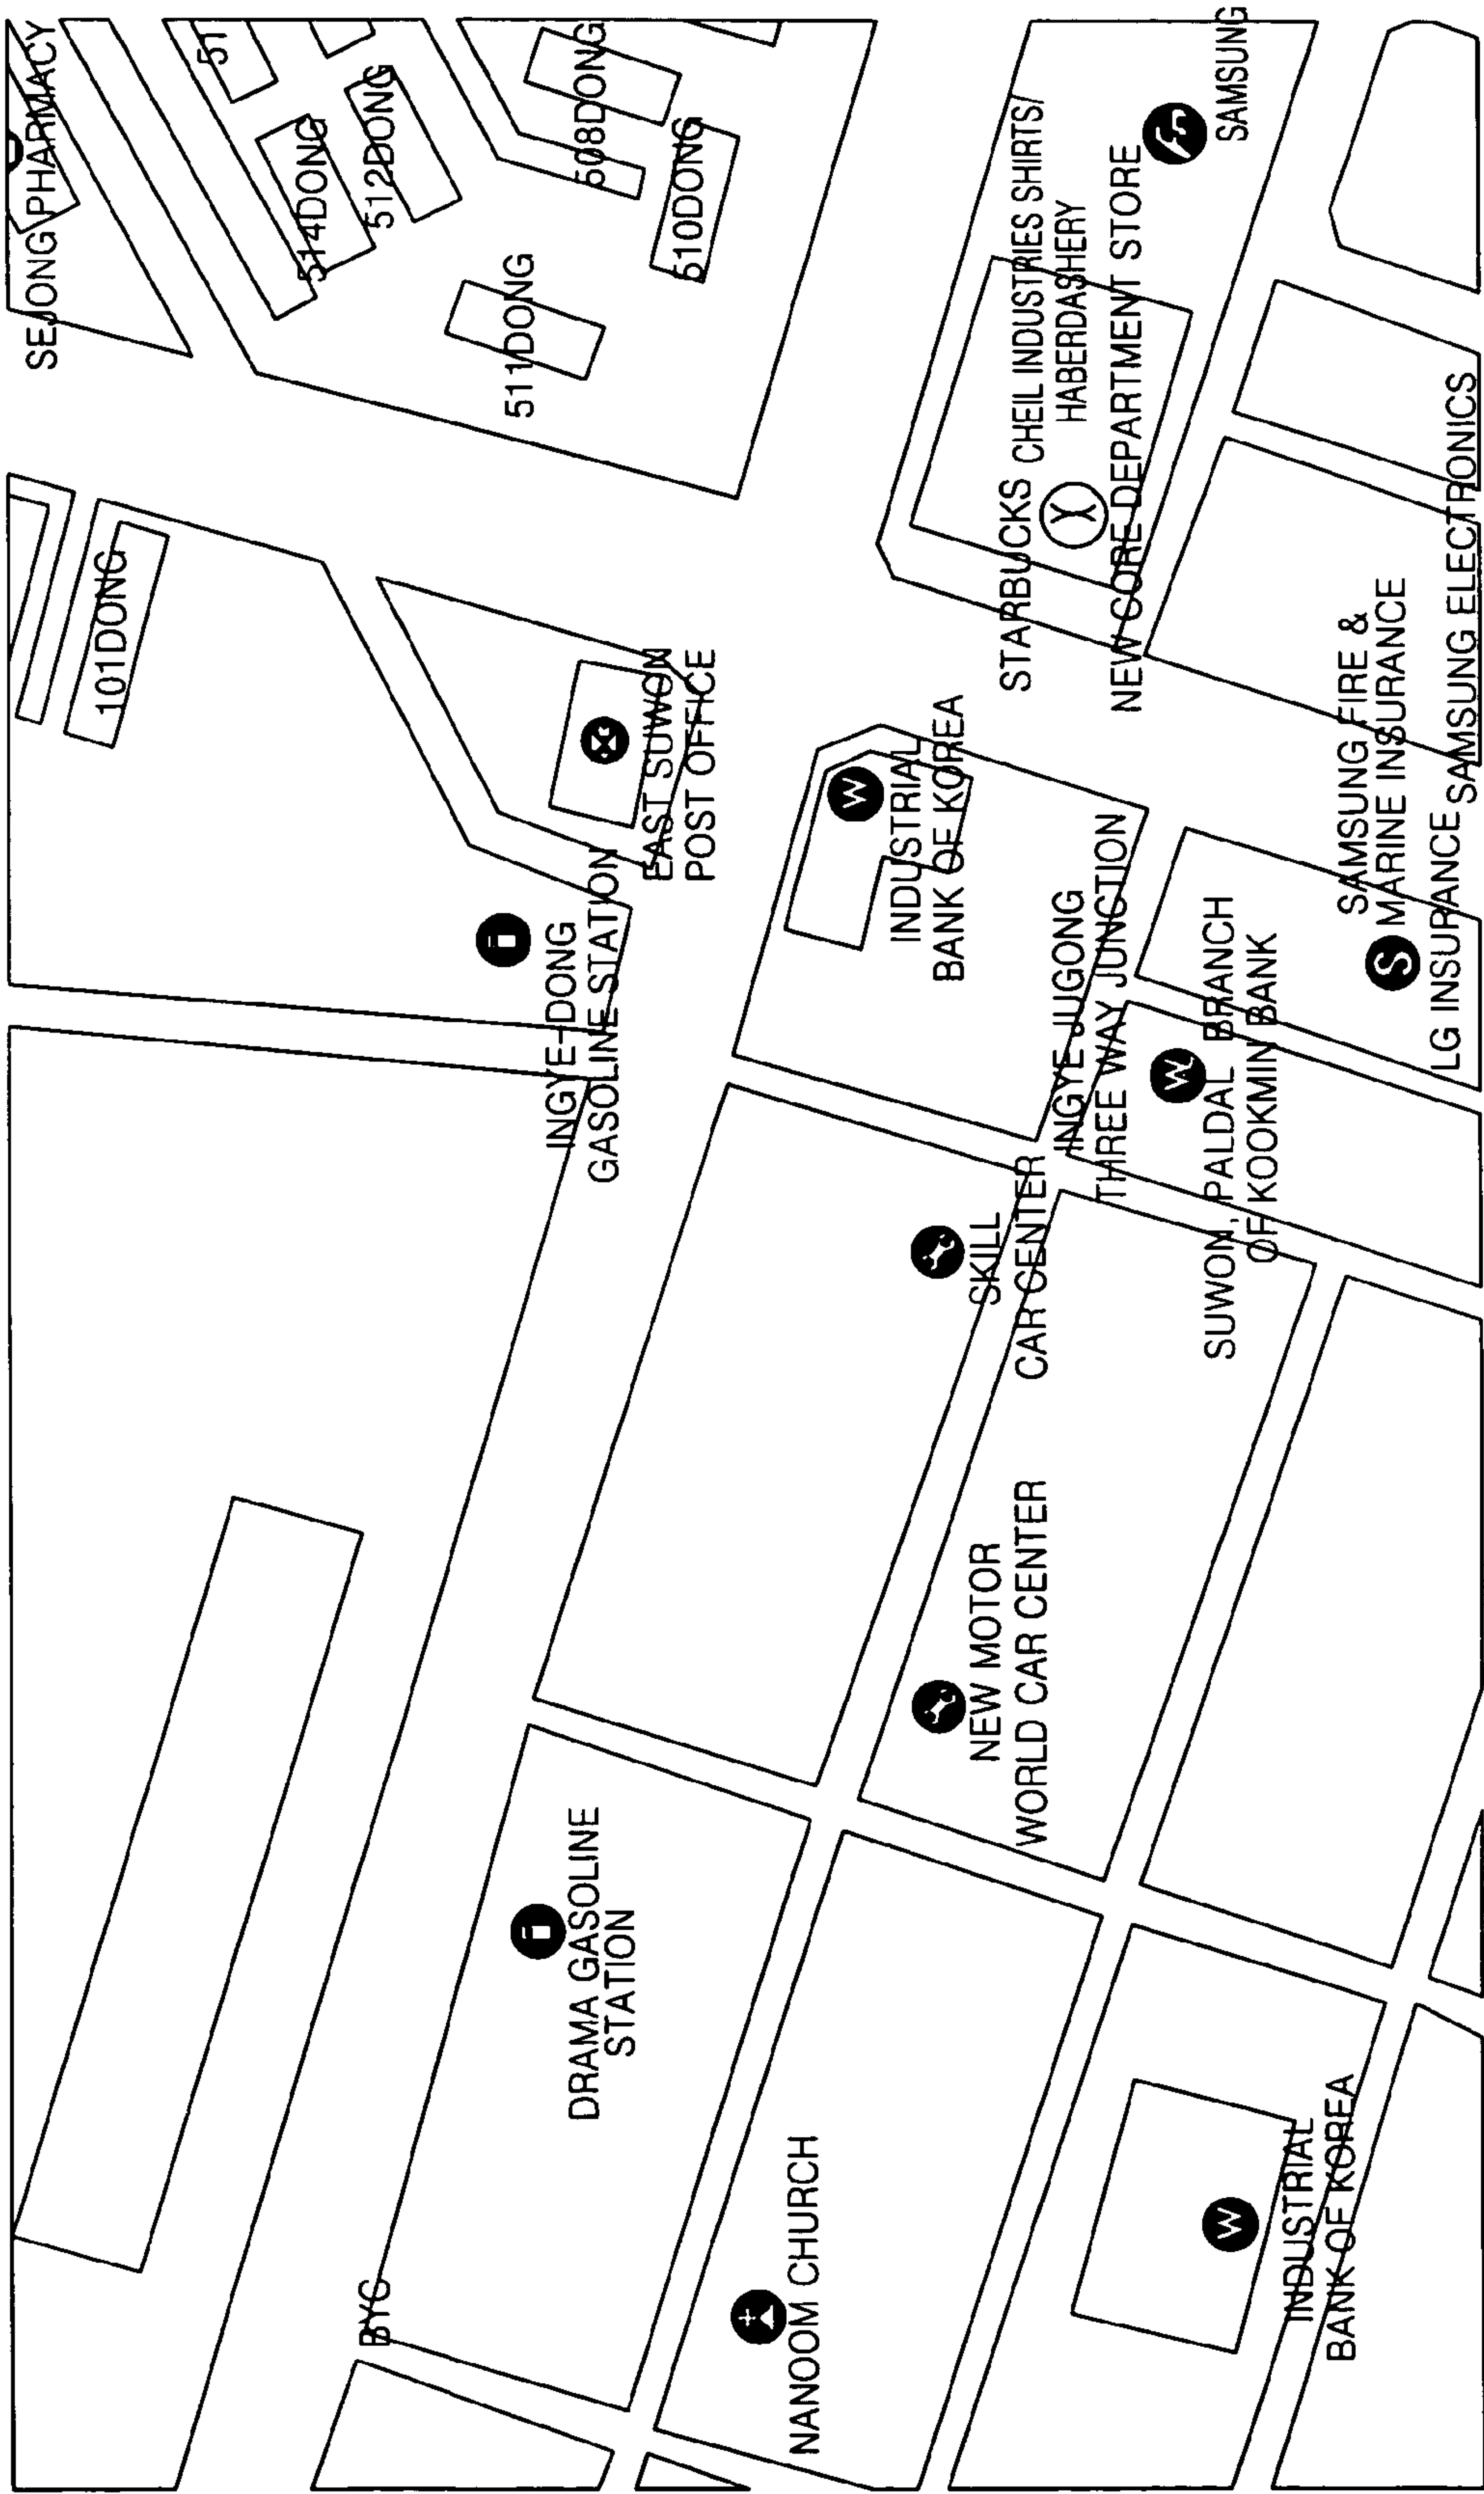 SEJONG PHARMACY
51
514DONG
512DONG
508DONG
510DONG
511DONG
101DONG
EAST SUWON
POST OFFICE
INGYE-DONG
GASOLINE STATION
INDUSTRIAL
BANK OF KOREA
STARBUCKS
CHEIL INDUSTRIES SHIRTS
HABERDASHERY
NEW CORE DEPARTMENT STORE
SAMSUNG
INGYE JUGONG
THREE WAY JUNCTION
SUWON, PALDAL BRANCH
OF KOOKMIN BANK
SAMSUNG FIRE &
MARINE INSURANCE
LG INSURANCE
SAMSUNG ELECTRONICS
SKILL
CAR CENTER
NEW MOTOR
WORLD CAR CENTER
DRAMA GASOLINE
STATION
BYC
NANOOM CHURCH
INDUSTRIAL
BANK OF KOREA
W
W
S
W